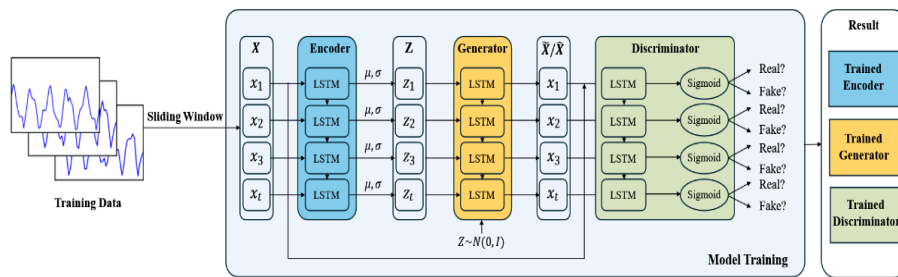 X
Encoder
Z
Generator
X̃/X̂
Discriminator
Result
x₁
LSTM
μ, σ
z₁
LSTM
x₁
LSTM
Sigmoid
Real?
Fake?
x₂
LSTM
μ, σ
z₂
LSTM
x₂
LSTM
Sigmoid
Real?
Fake?
x₃
LSTM
μ, σ
z₃
LSTM
x₃
LSTM
Sigmoid
Real?
Fake?
xₜ
LSTM
μ, σ
zₜ
LSTM
xₜ
LSTM
Sigmoid
Real?
Fake?
Sliding Window
Training Data
Z~N(0, I)
Model Training
Trained
Encoder
Trained
Generator
Trained
Discriminator